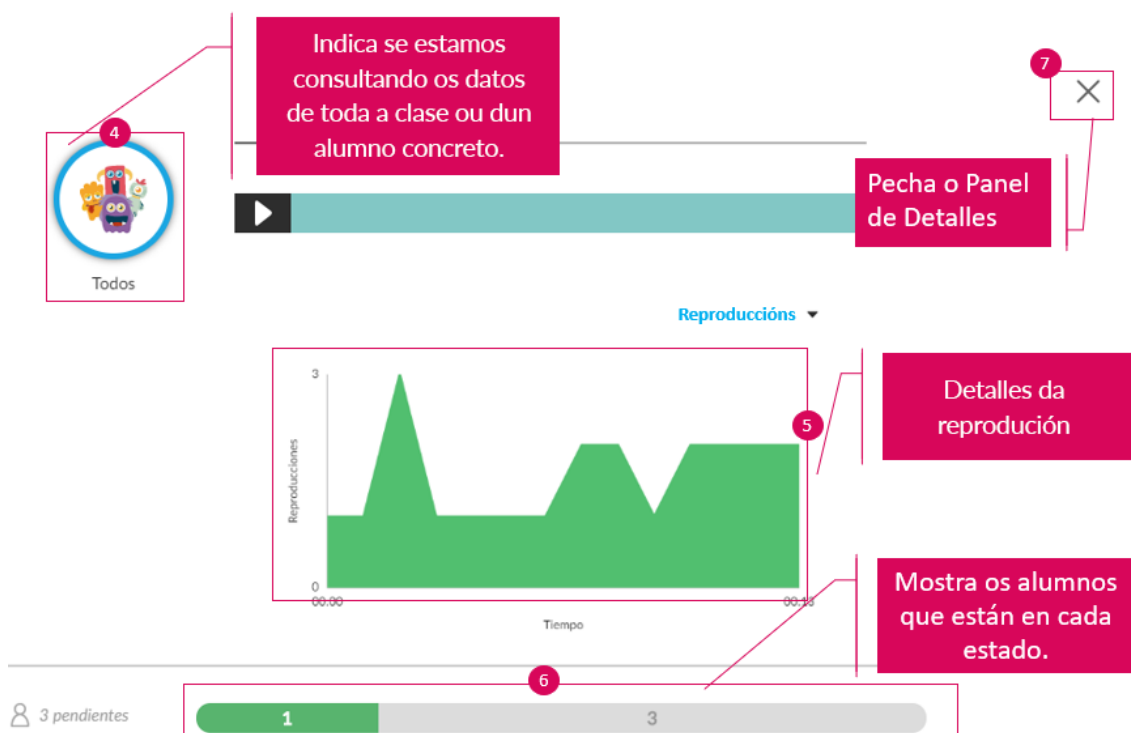 Indica se estamos
consultando os datos
de toda a clase ou dun
alumno concreto.
7
4
Pecha o Panel
de Detalles
Todos
Reproduccións
3
Reproducciones
0
00:00
00:13
Tiempo
5
Detalles da
reprodución
Mostra os alumnos
que están en cada
estado.
6
3 pendientes
1
3